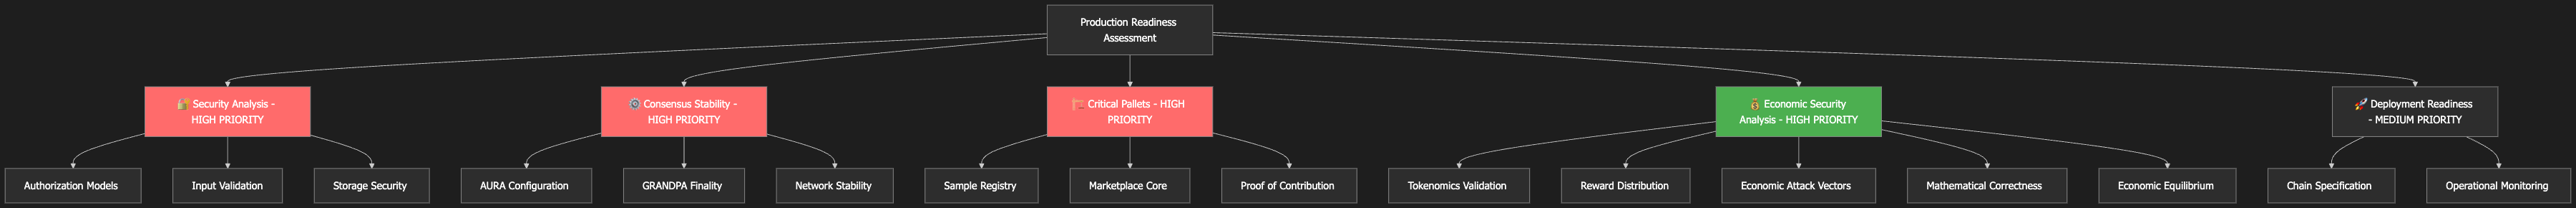 Production Readiness
Assessment
🔐 Security Analysis -
HIGH PRIORITY
⚙️ Consensus Stability -
HIGH PRIORITY
🏗️ Critical Pallets - HIGH
PRIORITY
💰 Economic Security
Analysis - HIGH PRIORITY
🚀 Deployment Readiness
- MEDIUM PRIORITY
Authorization Models
Input Validation
Storage Security
AURA Configuration
GRANDPA Finality
Network Stability
Sample Registry
Marketplace Core
Proof of Contribution
Tokenomics Validation
Reward Distribution
Economic Attack Vectors
Mathematical Correctness
Economic Equilibrium
Chain Specification
Operational Monitoring